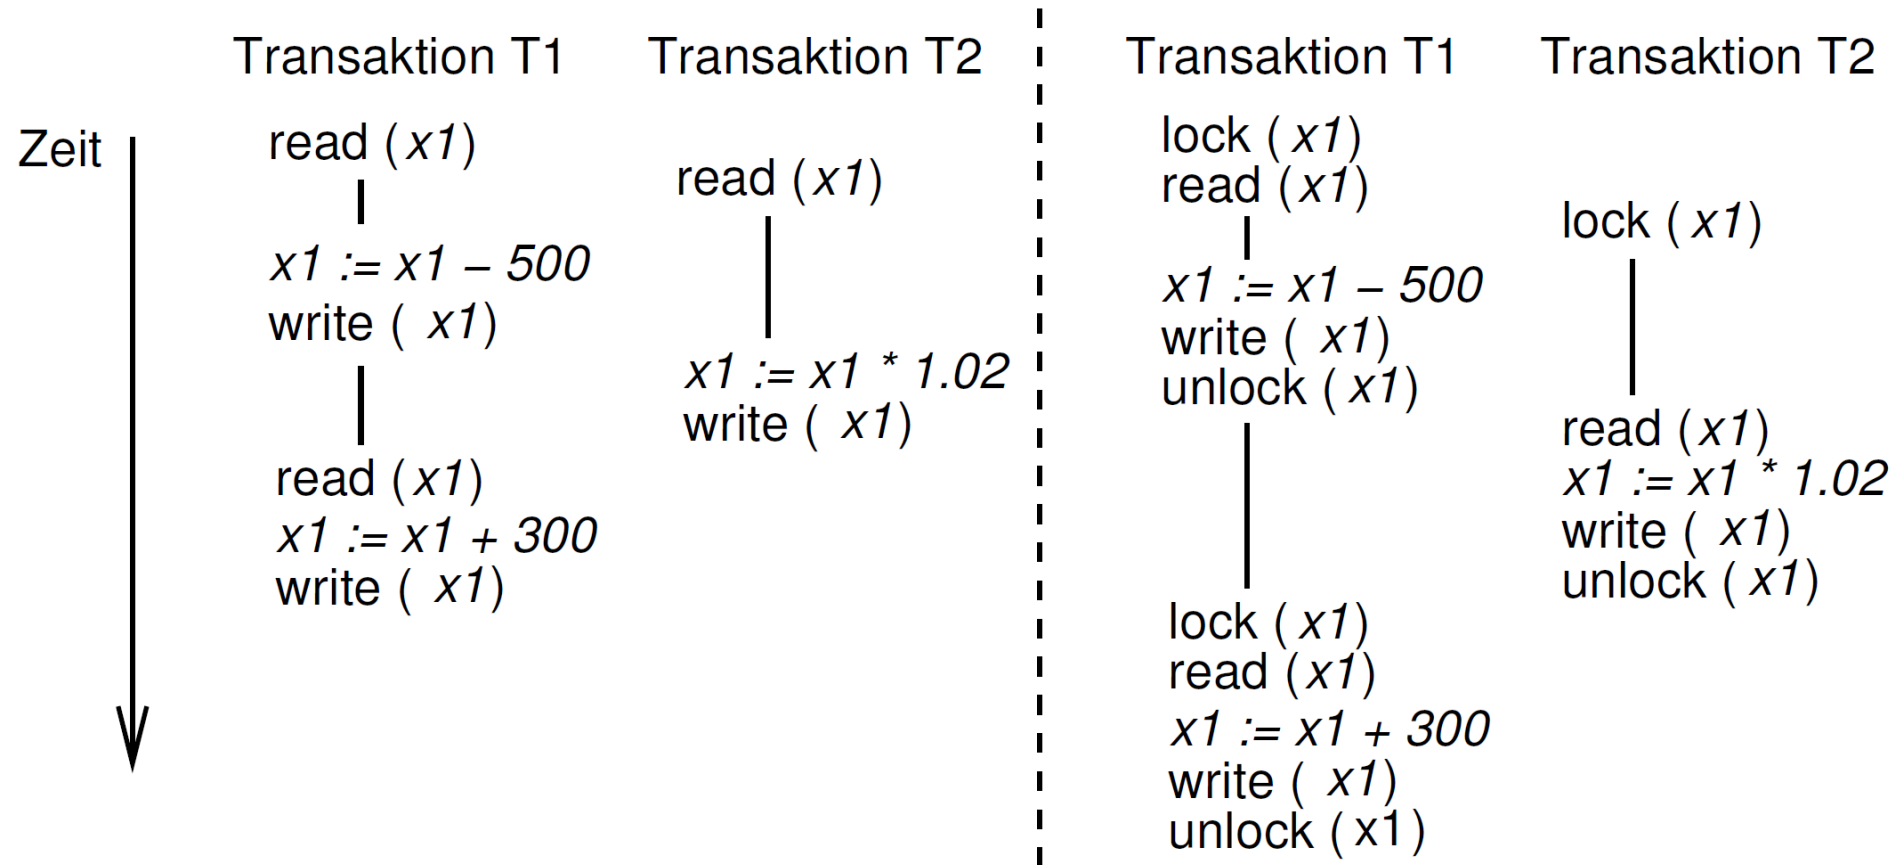 Transaktion T1
Transaktion T2
Transaktion T1
Transaktion T2
Zeit
read (x1)
x1 := x1 – 500
write ( x1)
read (x1)
x1 := x1 + 300
write ( x1)
read (x1)
x1 := x1 * 1.02
write ( x1)
lock ( x1)
read (x1)
x1 := x1 – 500
write ( x1)
unlock ( x1)
lock ( x1)
read (x1)
x1 := x1 + 300
write ( x1)
unlock (x1)
lock ( x1)
read (x1)
x1 := x1 * 1.02
write ( x1)
unlock ( x1)